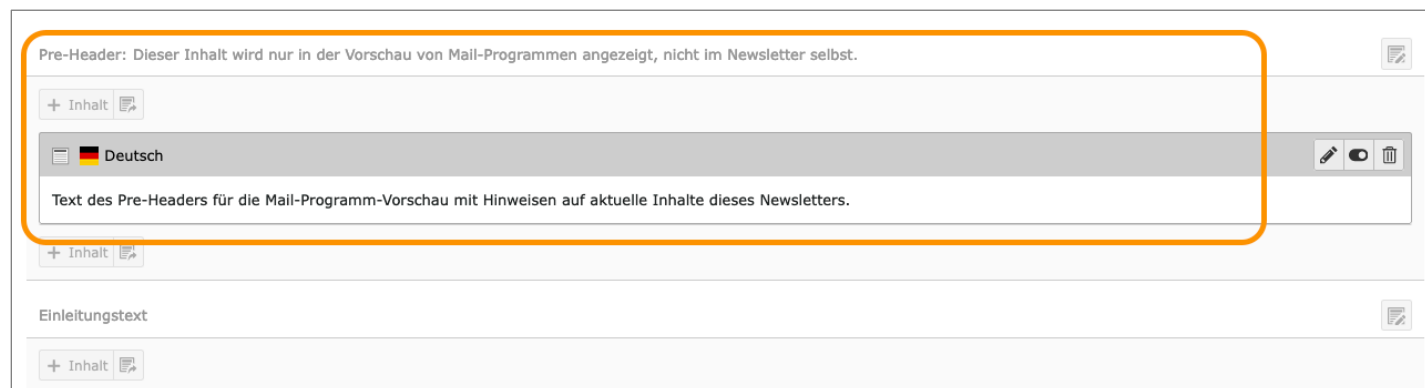 Pre-Header: Dieser Inhalt wird nur in der Vorschau von Mail-Programmen angezeigt, nicht im Newsletter selbst.
+ Inhalt
Deutsch
Text des Pre-Headers für die Mail-Programm-Vorschau mit Hinweisen auf aktuelle Inhalte dieses Newsletters.
+ Inhalt
Einleitungstext
+ Inhalt